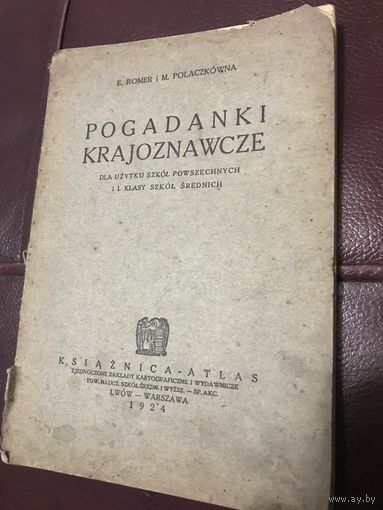 E. ROMER i M. POLACZKÓWNA
POGADANKI
KRAJOZNAWCZE
DLA UŻYTKU SZKÓŁ POWSZECHNYCH
i I. KLASY SZKÓŁ ŚREDNICH
KSIĄŻNICA-ATLAS
ZJEDNOCZONE ZAKŁADY KARTOGRAFICZNE I WYDAWNICZE
TOW. NAUCZ. SZKÓŁ ŚREDN. I WYŻSZ. — SP. AKC.
LWÓW — WARSZAWA
1924
www.ay.by